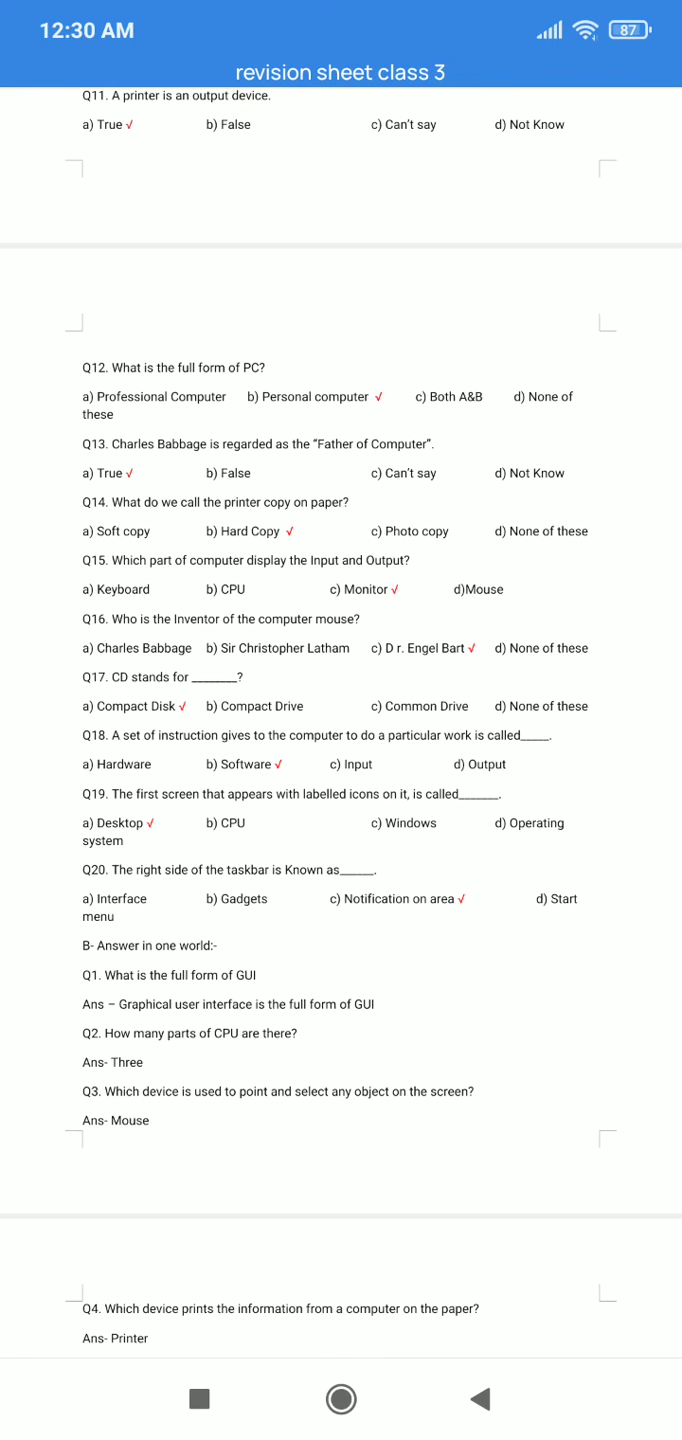 12:30 AM
87
revision sheet class 3
Q11. A printer is an output device.
a) True √ b) False c) Can't say d) Not Know
Q12. What is the full form of PC?
a) Professional Computer b) Personal computer √ c) Both A&B d) None of
these
Q13. Charles Babbage is regarded as the “Father of Computer”.
a) True √ b) False c) Can't say d) Not Know
Q14. What do we call the printer copy on paper?
a) Soft copy b) Hard Copy √ c) Photo copy d) None of these
Q15. Which part of computer display the Input and Output?
a) Keyboard b) CPU c) Monitor √ d)Mouse
Q16. Who is the Inventor of the computer mouse?
a) Charles Babbage b) Sir Christopher Latham c) D r. Engel Bart √ d) None of these
Q17. CD stands for _______?
a) Compact Disk √ b) Compact Drive c) Common Drive d) None of these
Q18. A set of instruction gives to the computer to do a particular work is called_____.
a) Hardware b) Software √ c) Input d) Output
Q19. The first screen that appears with labelled icons on it, is called_______.
a) Desktop √ b) CPU c) Windows d) Operating
system
Q20. The right side of the taskbar is Known as______.
a) Interface b) Gadgets c) Notification on area √ d) Start
menu
B- Answer in one world:-
Q1. What is the full form of GUI
Ans – Graphical user interface is the full form of GUI
Q2. How many parts of CPU are there?
Ans- Three
Q3. Which device is used to point and select any object on the screen?
Ans- Mouse
Q4. Which device prints the information from a computer on the paper?
Ans- Printer